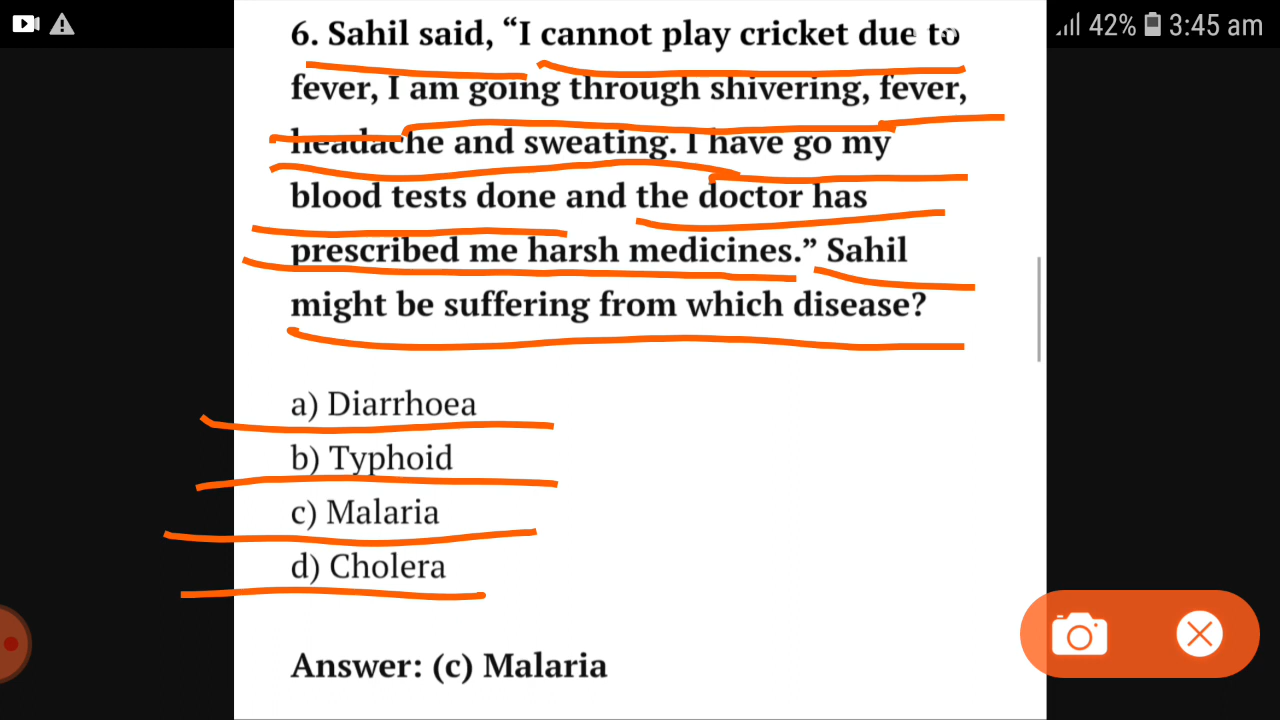 42% 3:45 am
6. Sahil said, “I cannot play cricket due to
fever, I am going through shivering, fever,
headache and sweating. I have go my
blood tests done and the doctor has
prescribed me harsh medicines.” Sahil
might be suffering from which disease?
a) Diarrhoea
b) Typhoid
c) Malaria
d) Cholera
Answer: (c) Malaria